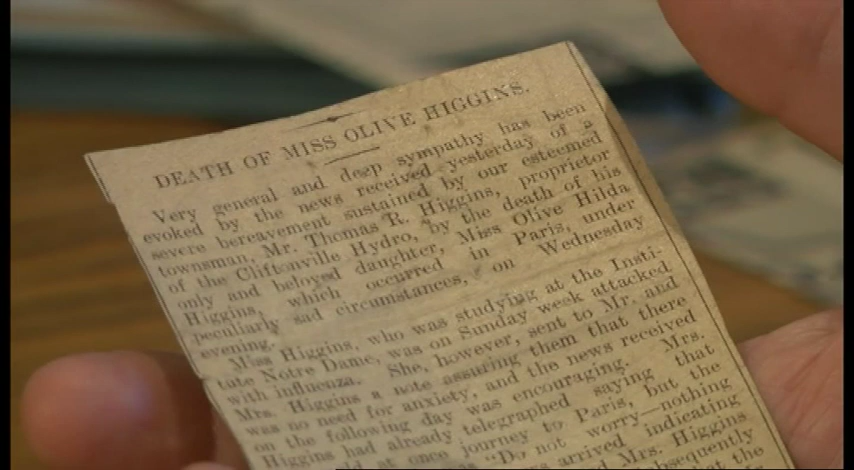 DEATH OF MISS OLIVE HIGGINS.
Very general and deep sympathy has been
evoked by the news received yesterday of a
severe bereavement sustained by our esteemed
townsman, Mr. Thomas R. Higgins, proprietor
of the Cliftonville Hydro, by the death of his
only and beloved daughter, Miss Olive Hilda
Higgins, which occurred in Paris, under
peculiarly sad circumstances, on Wednesday
evening.
Miss Higgins, who was studying at the Insti-
tute Notre Dame, was on Sunday week attacked
with influenza. She, however, sent to Mr. and
Mrs. Higgins a note assuring them that there
was no need for anxiety, and the news received
on the following day was encouraging. Mrs.
Higgins had already telegraphed saying that
at once journey to Paris, but the
"Do not worry—nothing
arrived, indicating
Mrs. Higgins
the